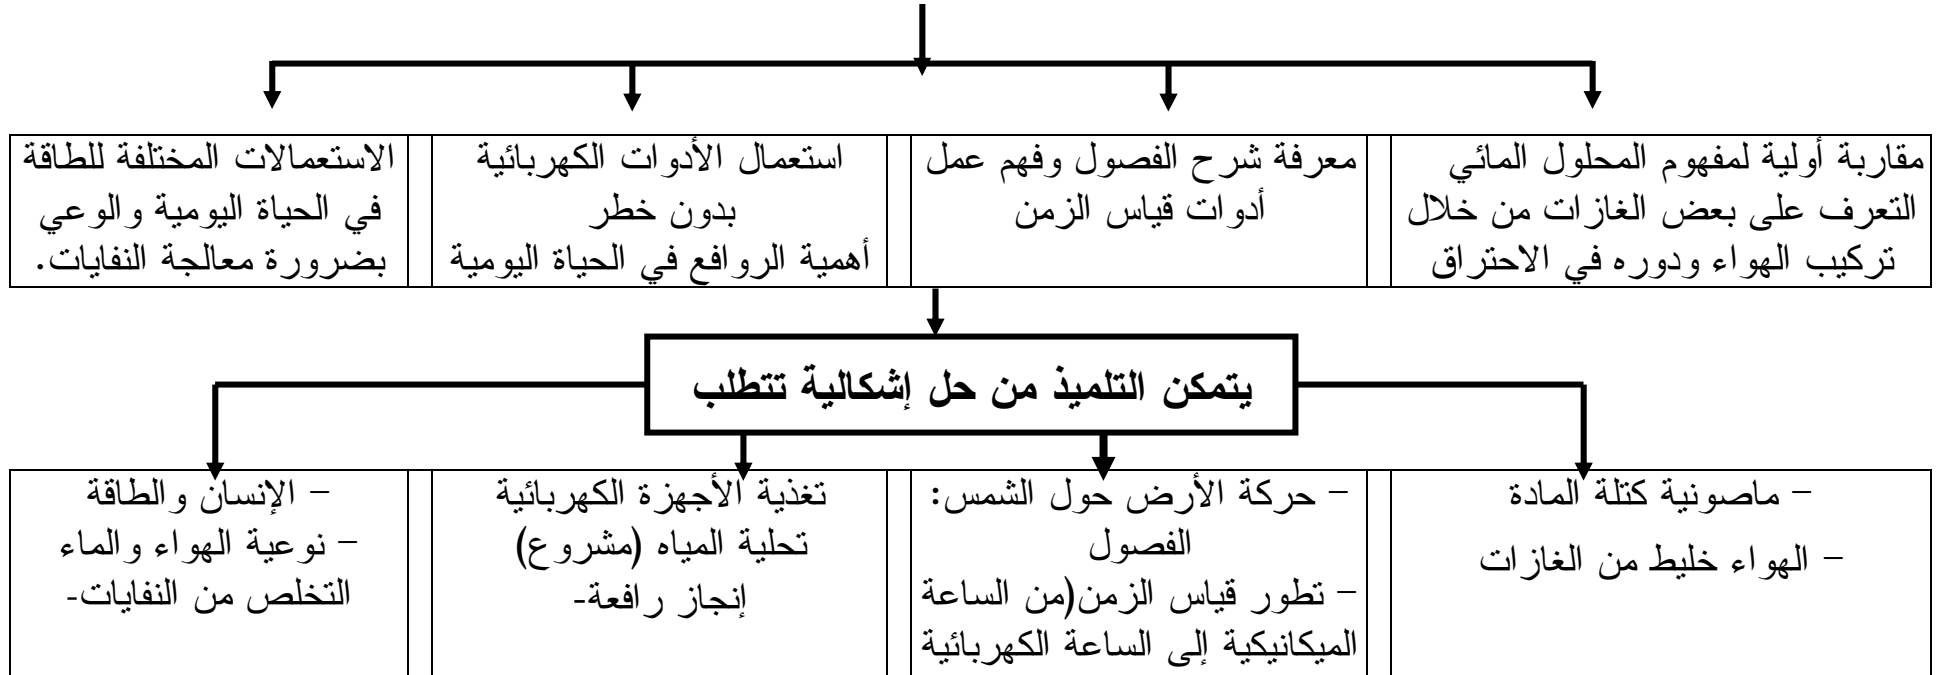 مقاربة أولية لمفهوم المحلول المائي
التعرف على بعض الغازات من خلال
تركيب الهواء ودوره في الاحتراق
معرفة شرح الفصول وفهم عمل
أدوات قياس الزمن
استعمال الأدوات الكهربائية
بدون خطر
أهمية الروافع في الحياة اليومية
الاستعمالات المختلفة للطاقة
في الحياة اليومية والوعي
بضرورة معالجة النفايات.
يتمكن التلميذ من حل إشكالية تتطلب
– ماصونية كتلة المادة
– الهواء خليط من الغازات
– حركة الأرض حول الشمس:
الفصول
– تطور قياس الزمن(من الساعة
الميكانيكية إلى الساعة الكهربائية
تغذية الأجهزة الكهربائية
تحلية المياه (مشروع)
إنجاز رافعة-
– الإنسان والطاقة
– نوعية الهواء والماء
التخلص من النفايات-